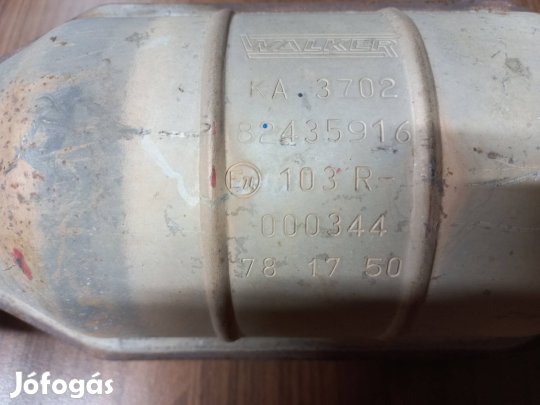 WALKER
KA 3702
82435916
E 103 R-
000344
78 17 50
Jófogás